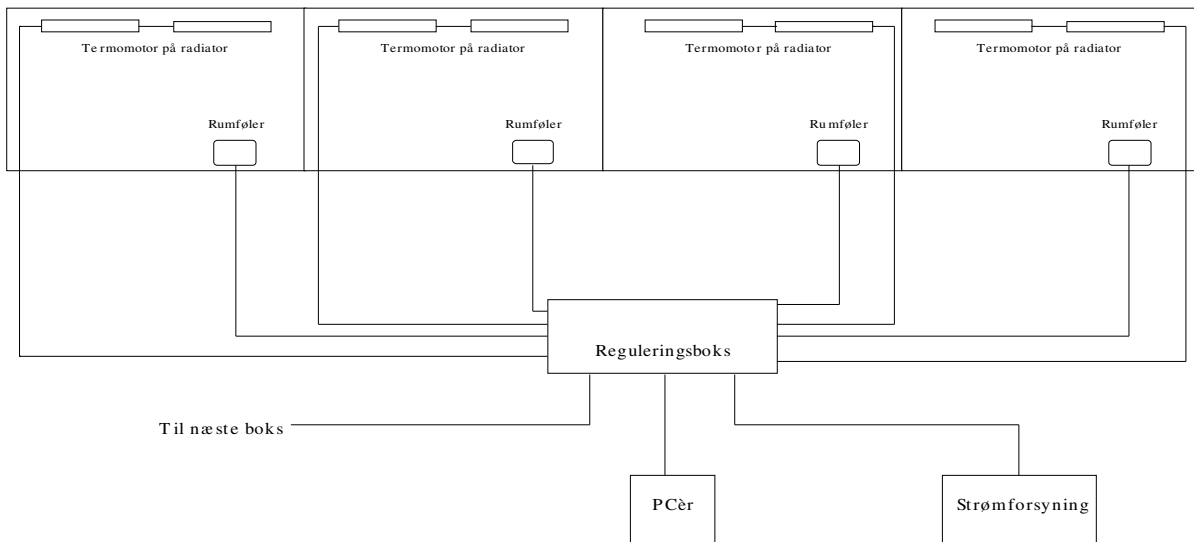 Termomotor på radiator
Termomotor på radiator
Termomotor på radiator
Termomotor på radiator
Rumføler
Rumføler
Rumføler
Rumføler
Reguleringsboks
Til næste boks
PCèr
Strømforsyning